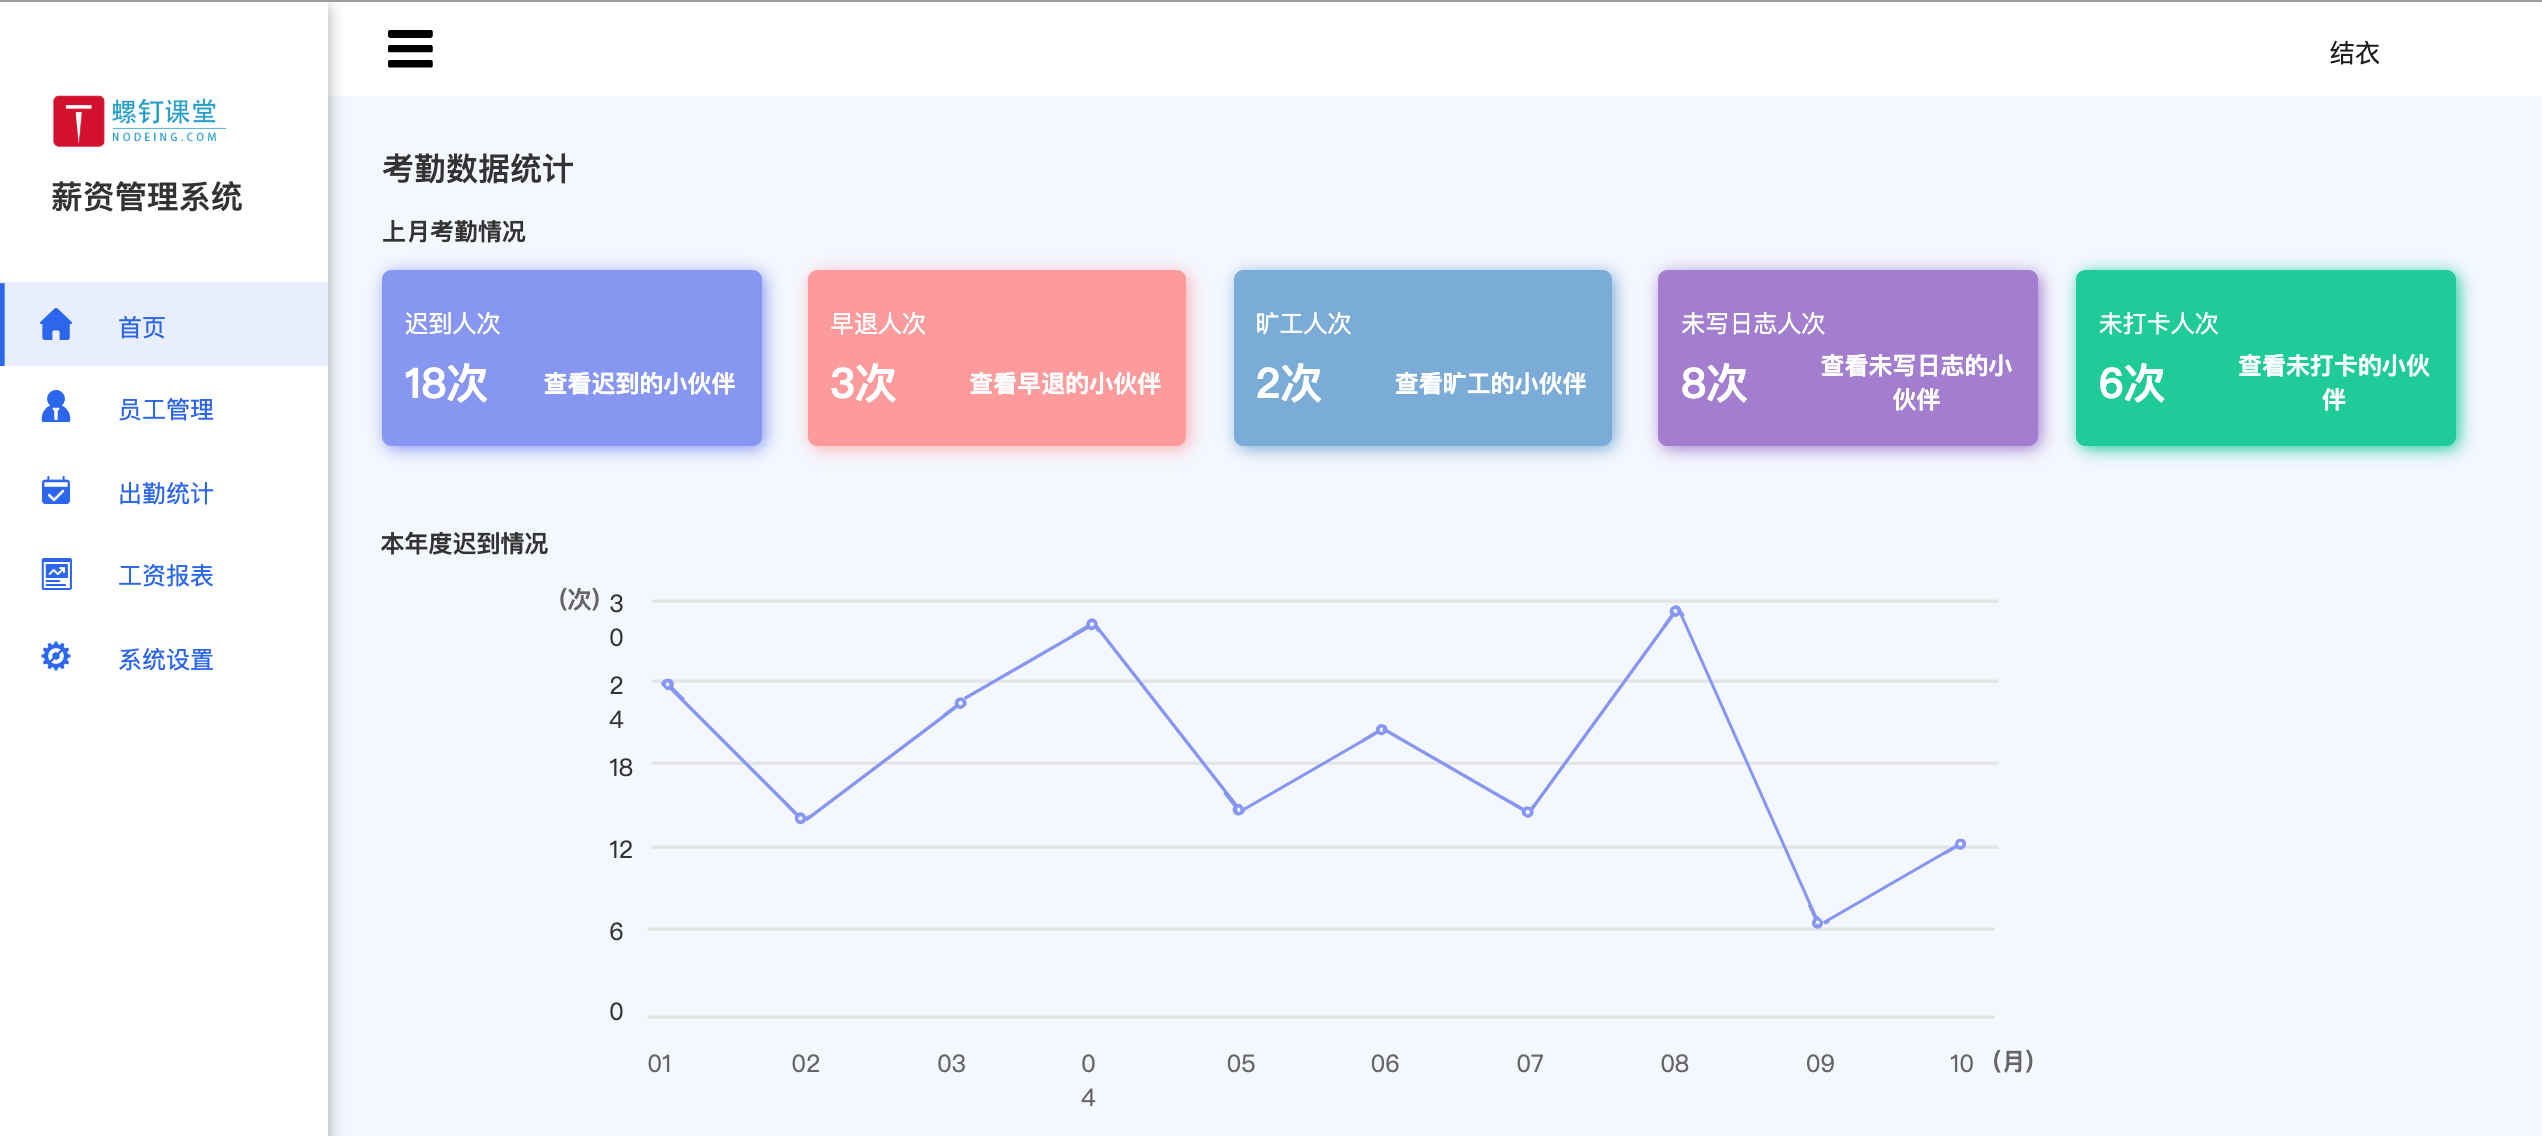 螺钉课堂
NODEING.COM
薪资管理系统
首页
员工管理
出勤统计
工资报表
系统设置
结衣
考勤数据统计
上月考勤情况
迟到人次
18次
查看迟到的小伙伴
早退人次
3次
查看早退的小伙伴
旷工人次
2次
查看旷工的小伙伴
未写日志人次
8次
查看未写日志的小
伙伴
未打卡人次
6次
查看未打卡的小伙
伴
本年度迟到情况
(次)
3
0
2
4
18
12
6
0
01
02
03
0
4
05
06
07
08
09
10
(月)